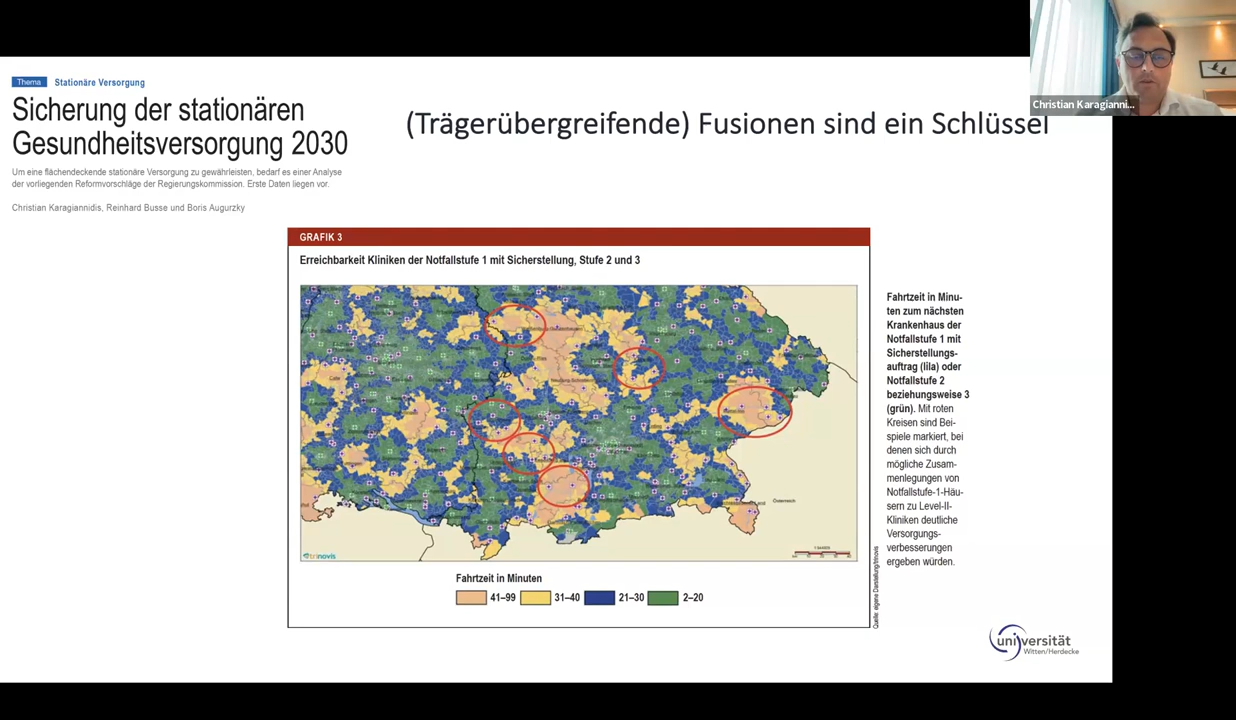 Christian Karagianni...
Thema Stationäre Versorgung
Sicherung der stationären
Gesundheitsversorgung 2030
Um eine flächendeckende stationäre Versorgung zu gewährleisten, bedarf es einer Analyse
der vorliegenden Reformvorschläge der Regierungskommission. Erste Daten liegen vor.
Christian Karagiannidis, Reinhard Busse und Boris Augurzky
(Trägerübergreifende) Fusionen sind ein Schlüssel
GRAFIK 3
Erreichbarkeit Kliniken der Notfallstufe 1 mit Sicherstellung, Stufe 2 und 3
Österreich
trinovis
Fahrtzeit in Minuten
41–99 31–40 21–30 2–20
Quelle: eigene Darstellung/trinovis
Fahrtzeit in Minu-
ten zum nächsten
Krankenhaus der
Notfallstufe 1 mit
Sicherstellungs-
auftrag (lila) oder
Notfallstufe 2
beziehungsweise 3
(grün). Mit roten
Kreisen sind Bei-
spiele markiert, bei
denen sich durch
mögliche Zusam-
menlegungen von
Notfallstufe-1-Häu-
sern zu Level-II-
Kliniken deutliche
Versorgungs-
verbesserungen
ergeben würden.
universität
Witten/Herdecke